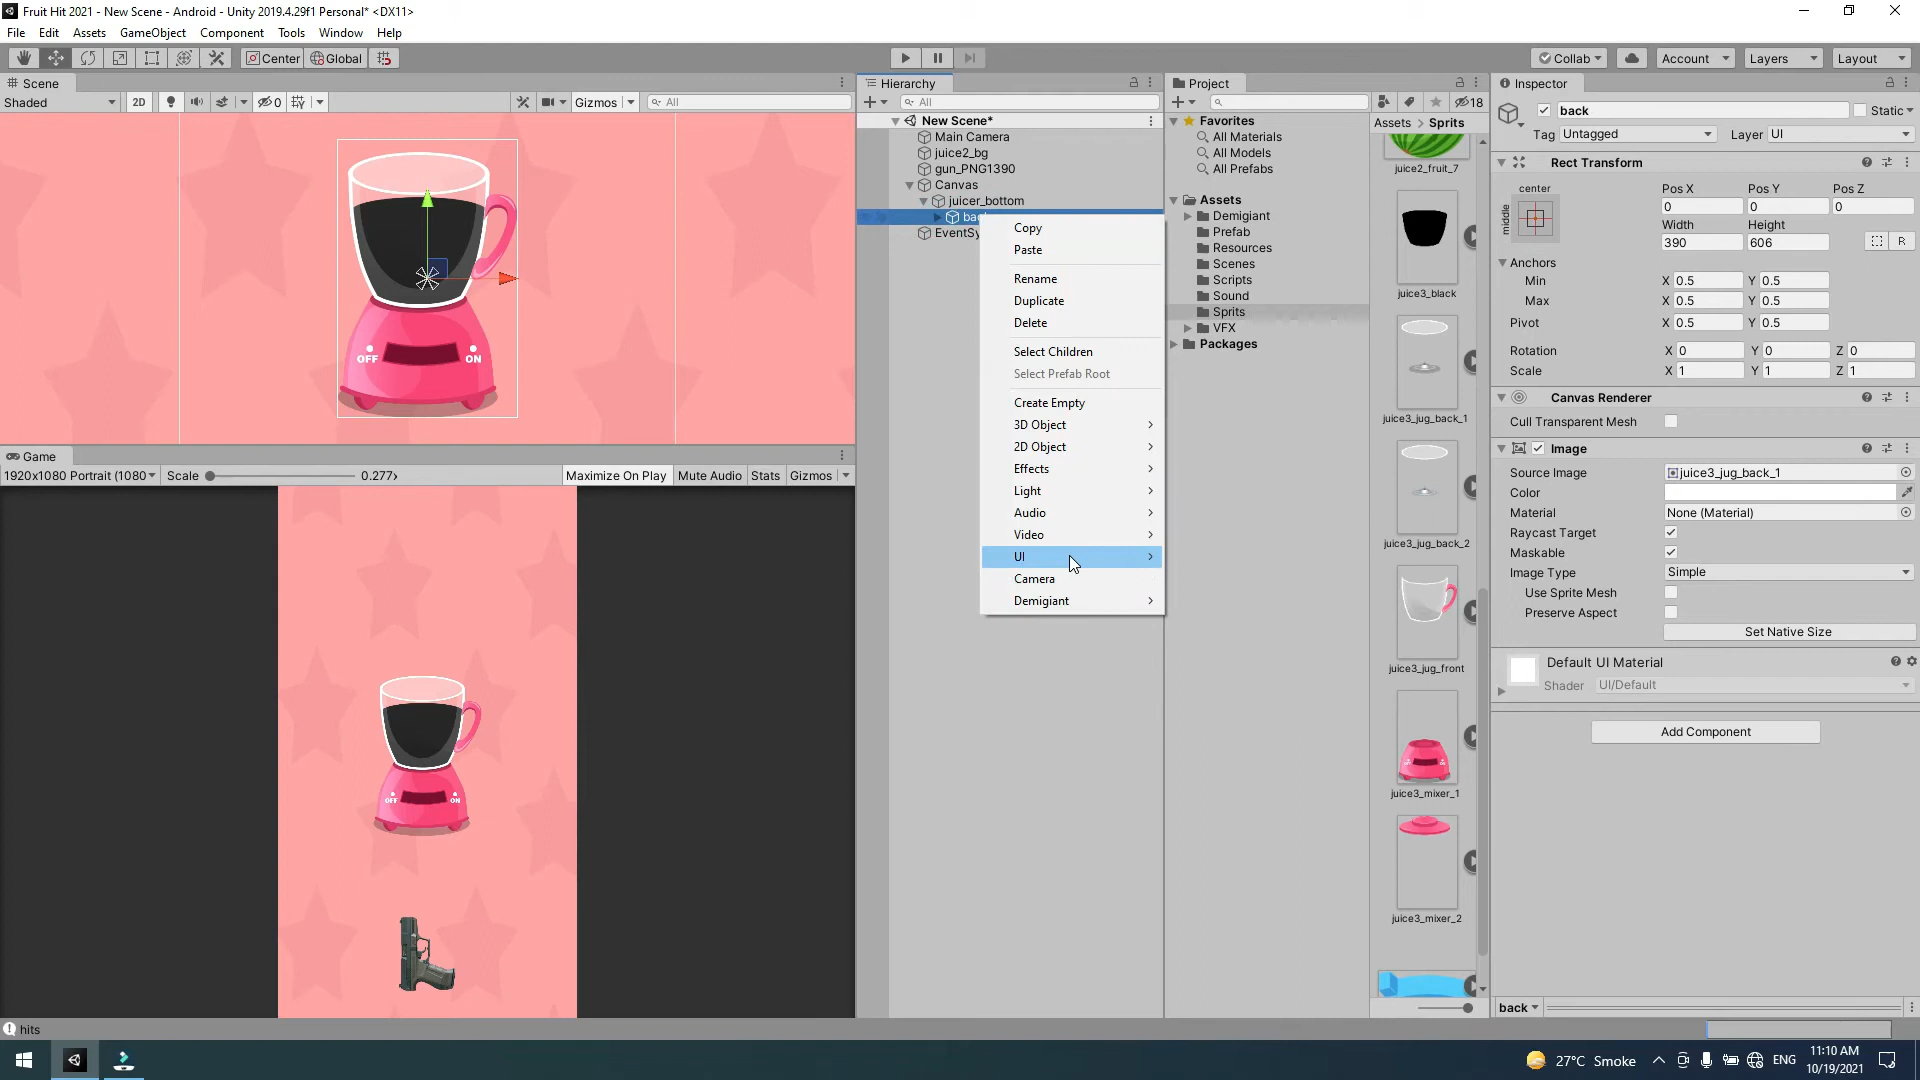 Fruit Hit 2021 - New Scene - Android - Unity 2019.4.29f1 Personal* <DX11>
File Edit Assets GameObject Component Tools Window Help
Center Global Collab Account Layers Layout
Scene
Shaded 2D 0 Gizmos All
OFF ON
Game
1920x1080 Portrait (1080 Scale 0.277x Maximize On Play Mute Audio Stats Gizmos
OFF ON
Hierarchy
All
New Scene*
Main Camera
juice2_bg
gun_PNG1390
Canvas
juicer_bottom
bac
EventSy
Copy
Paste
Rename
Duplicate
Delete
Select Children
Select Prefab Root
Create Empty
3D Object
2D Object
Effects
Light
Audio
Video
UI
Camera
Demigiant
Project
18
Favorites
All Materials
All Models
All Prefabs
Assets
Demigiant
Prefab
Resources
Scenes
Scripts
Sound
Sprits
VFX
Packages
Assets > Sprits
juice2_fruit_7
juice3_black
juice3_jug_back_1
juice3_jug_back_2
juice3_jug_front
juice3_mixer_1
juice3_mixer_2
Inspector
back Static
Tag Untagged Layer UI
Rect Transform
center
middle
Pos X Pos Y Pos Z
0 0 0
Width Height
390 606 R
Anchors
Min X 0.5 Y 0.5
Max X 0.5 Y 0.5
Pivot X 0.5 Y 0.5
Rotation X 0 Y 0 Z 0
Scale X 1 Y 1 Z 1
Canvas Renderer
Cull Transparent Mesh
Image
Source Image juice3_jug_back_1
Color
Material None (Material)
Raycast Target
Maskable
Image Type Simple
Use Sprite Mesh
Preserve Aspect
Set Native Size
Default UI Material
Shader UI/Default
Add Component
back
hits
27°C Smoke ENG 11:10 AM
10/19/2021